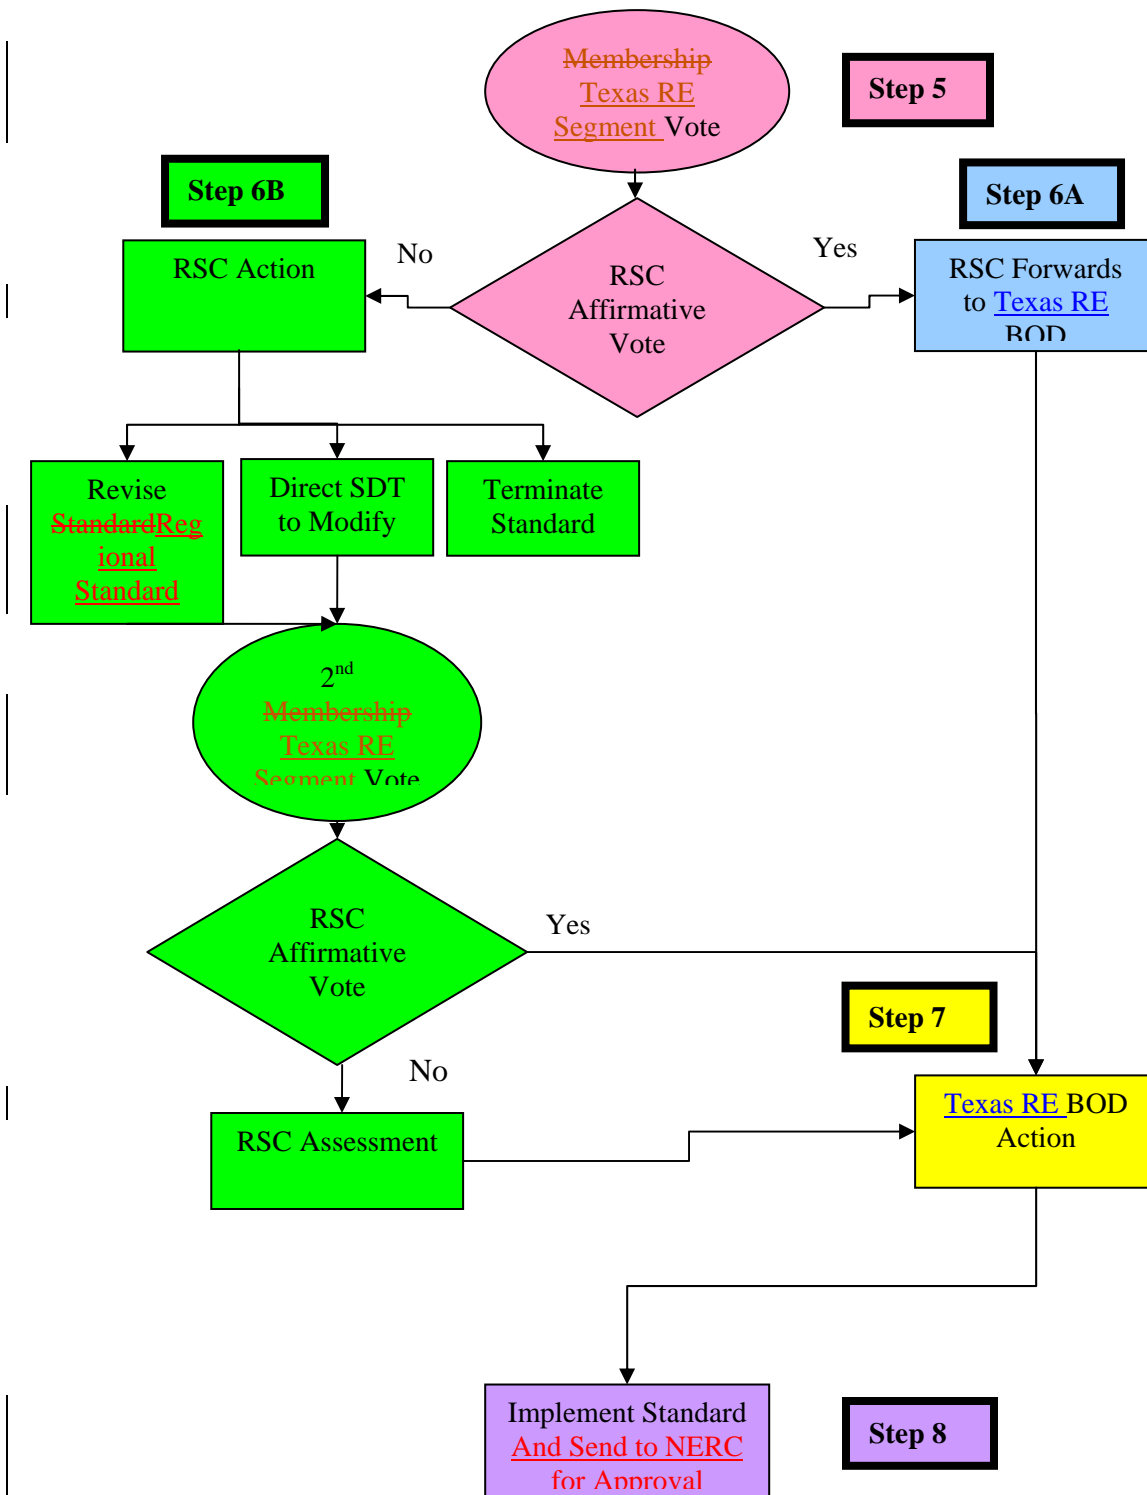 Membership
Texas RE
Segment Vote
Step 5
Step 6B
Step 6A
RSC Action
No
RSC
Affirmative
Vote
Yes
RSC Forwards
to Texas RE
BOD
Revise
StandardReg
ional
Standard
Direct SDT
to Modify
Terminate
Standard
2nd
Membership
Texas RE
Segment Vote
RSC
Affirmative
Vote
Yes
Step 7
No
RSC Assessment
Texas RE BOD
Action
Implement Standard
And Send to NERC
for Approval
Step 8